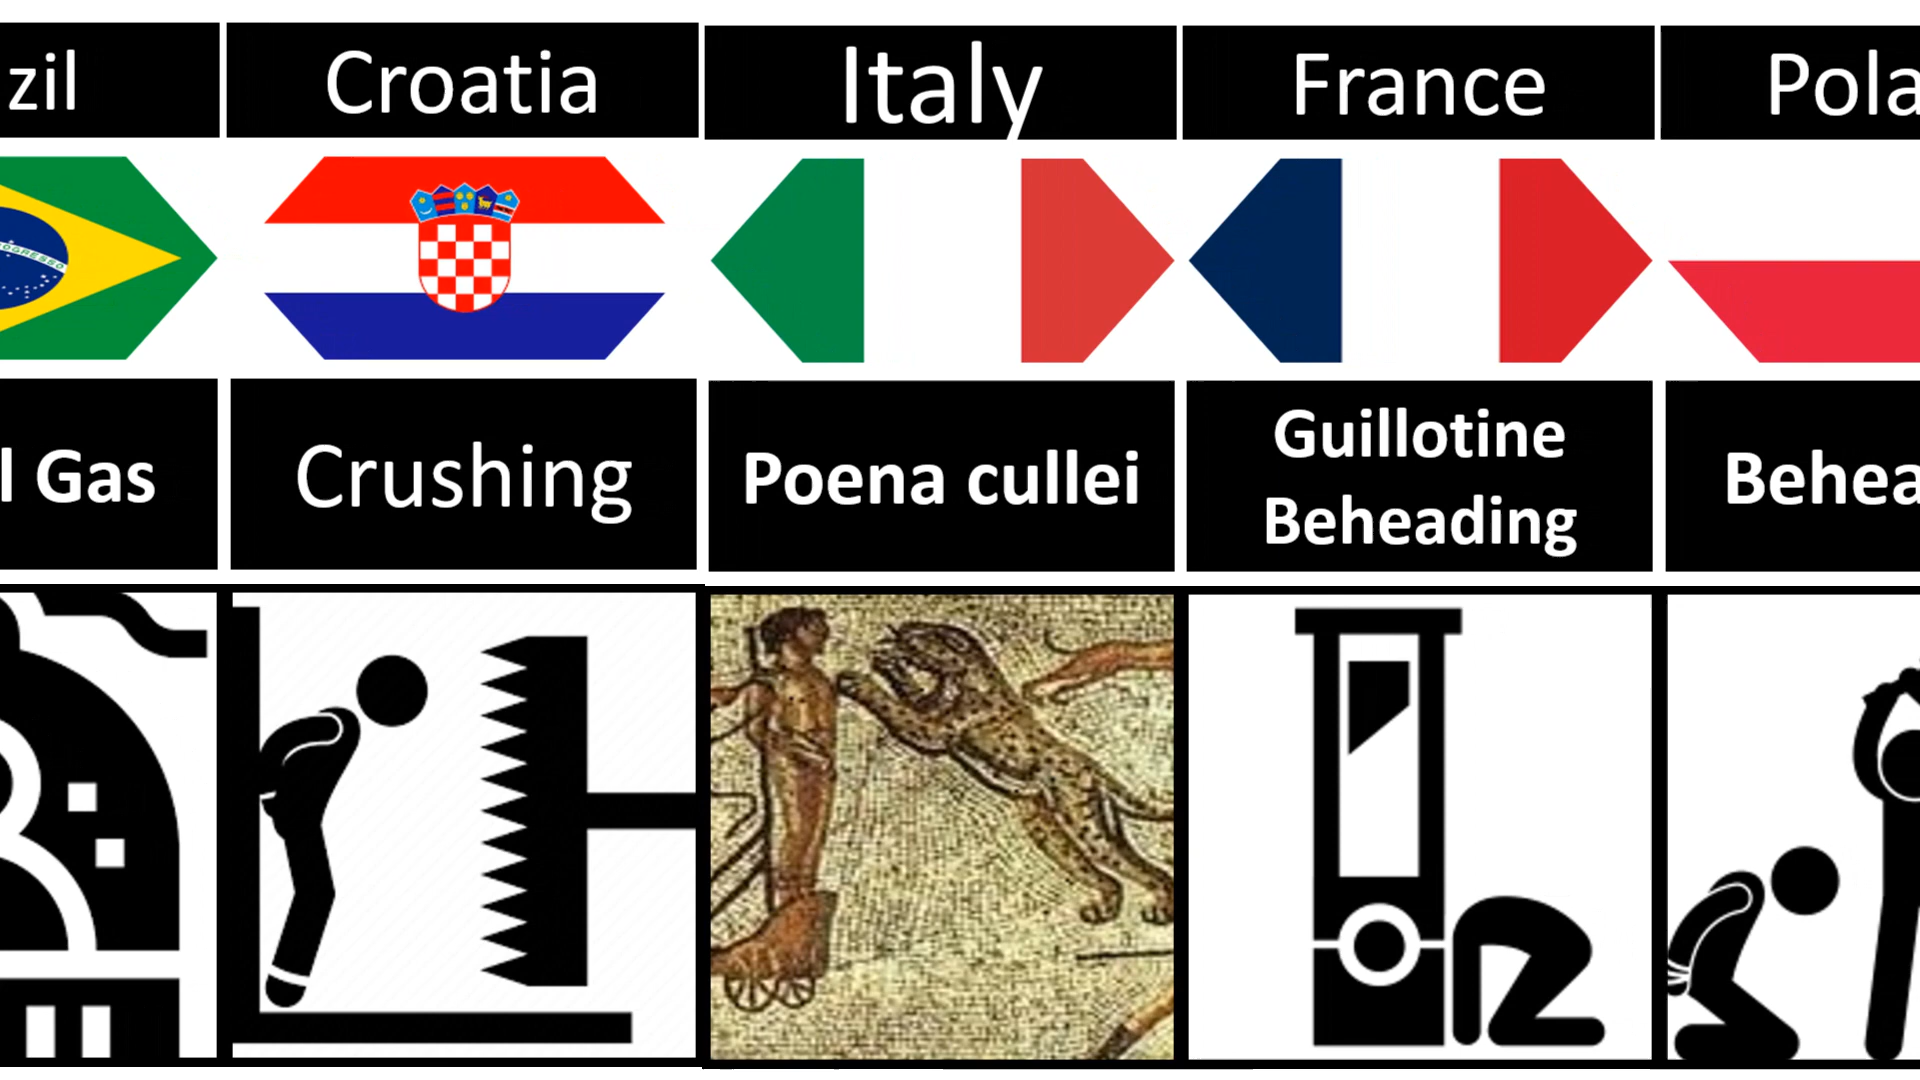 zil
Croatia
Italy
France
Pola
l Gas
Crushing
Poena cullei
Guillotine
Beheading
Behea